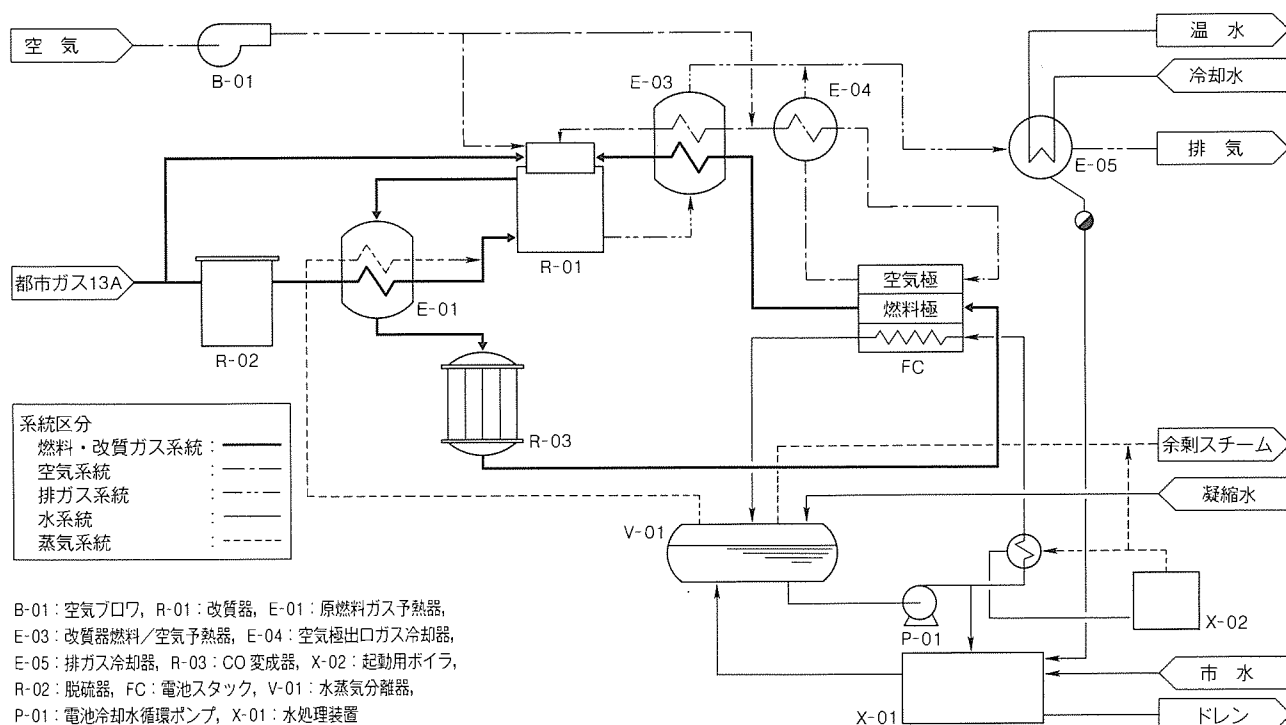 空気
B-01
E-03
E-04
温水
冷却水
排気
E-05
R-01
都市ガス13A
E-01
R-02
空気極
燃料極
FC
R-03
系統区分
燃料・改質ガス系統：
空気系統：
排ガス系統：
水系統：
蒸気系統：
余剰スチーム
凝縮水
V-01
P-01
X-02
市水
X-01
ドレン
B-01：空気ブロワ，R-01：改質器，E-01：原燃料ガス予熱器，
E-03：改質器燃料／空気予熱器，E-04：空気極出口ガス冷却器，
E-05：排ガス冷却器，R-03：CO変成器，X-02：起動用ボイラ，
R-02：脱硫器，FC：電池スタック，V-01：水蒸気分離器，
P-01：電池冷却水循環ポンプ，X-01：水処理装置